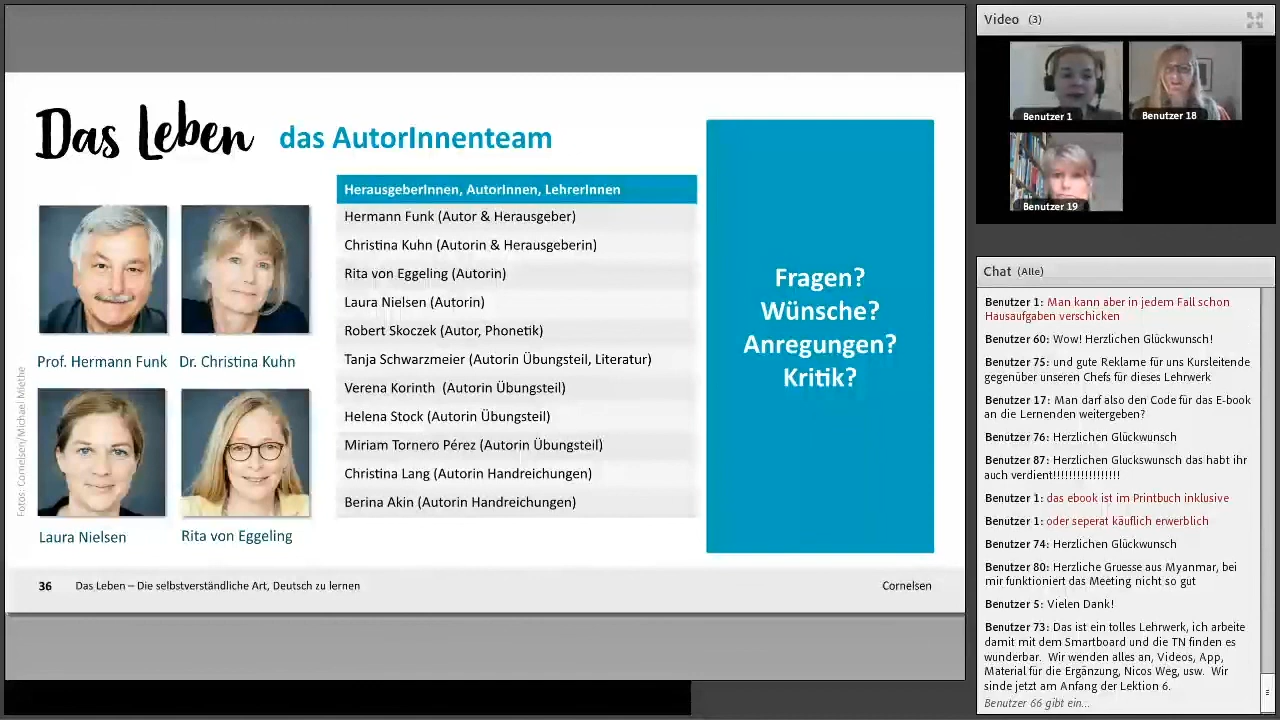 Das Leben das AutorInnenteam
HerausgeberInnen, AutorInnen, LehrerInnen
Hermann Funk (Autor & Herausgeber)
Christina Kuhn (Autorin & Herausgeberin)
Rita von Eggeling (Autorin)
Laura Nielsen (Autorin)
Robert Skoczek (Autor, Phonetik)
Tanja Schwarzmeier (Autorin Übungsteil, Literatur)
Verena Korinth (Autorin Übungsteil)
Helena Stock (Autorin Übungsteil)
Miriam Tornero Pérez (Autorin Übungsteil)
Christina Lang (Autorin Handreichungen)
Berina Akin (Autorin Handreichungen)
Prof. Hermann Funk
Dr. Christina Kuhn
Laura Nielsen
Rita von Eggeling
Fotos: Cornelsen/Michael Miethe
Fragen?
Wünsche?
Anregungen?
Kritik?
36 Das Leben – Die selbstverständliche Art, Deutsch zu lernen
Cornelsen
Video (3)
Benutzer 1
Benutzer 18
Benutzer 19
Chat (Alle)
Benutzer 1: Man kann aber in jedem Fall schon
Hausaufgaben verschicken
Benutzer 60: Wow! Herzlichen Glückwunsch!
Benutzer 75: und gute Reklame für uns Kursleitende
gegenüber unseren Chefs für dieses Lehrwerk
Benutzer 17: Man darf also den Code für das E-book
an die Lernenden weitergeben?
Benutzer 76: Herzlichen Glückwunsch
Benutzer 87: Herzlichen Gluckswunsch das habt ihr
auch verdient!!!!!!!!!!!!!!!!!
Benutzer 1: das ebook ist im Printbuch inklusive
Benutzer 1: oder seperat käuflich erwerblich
Benutzer 74: Herzlichen Glückwunsch
Benutzer 80: Herzliche Gruesse aus Myanmar, bei
mir funktioniert das Meeting nicht so gut
Benutzer 5: Vielen Dank!
Benutzer 73: Das ist ein tolles Lehrwerk, ich arbeite
damit mit dem Smartboard und die TN finden es
wunderbar. Wir wenden alles an, Videos, App,
Material für die Ergänzung, Nicos Weg, usw. Wir
sinde jetzt am Anfang der Lektion 6.
Benutzer 66 gibt ein...